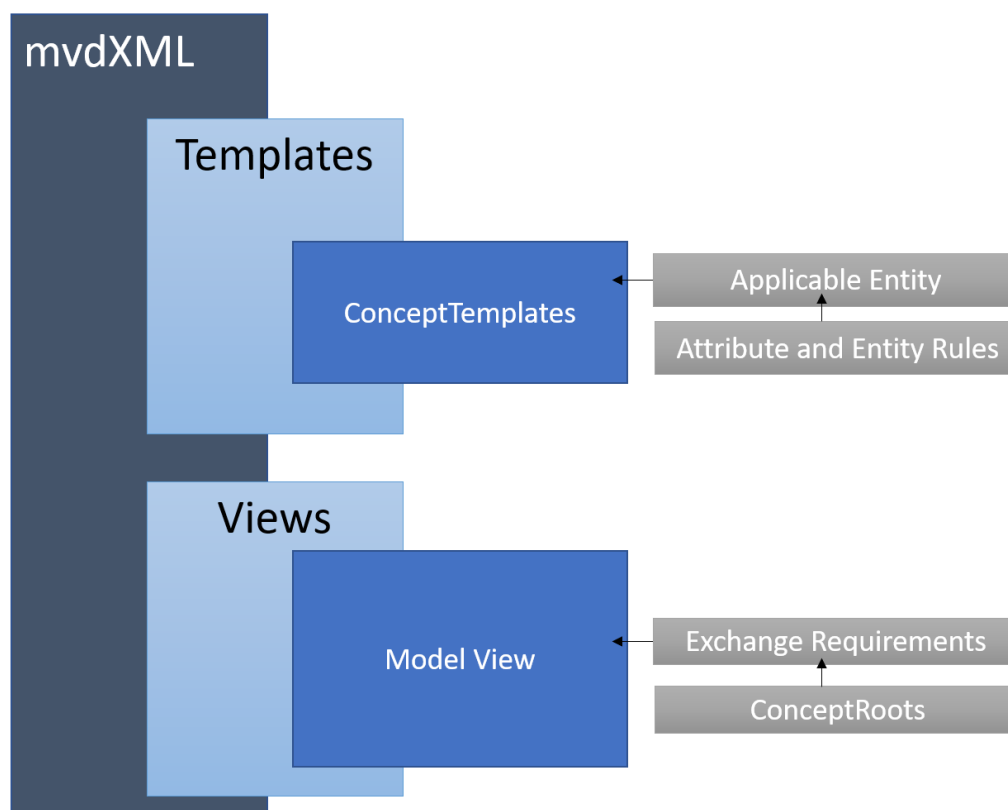 mvdXML
Templates
ConceptTemplates
Applicable Entity
Attribute and Entity Rules
Views
Model View
Exchange Requirements
ConceptRoots